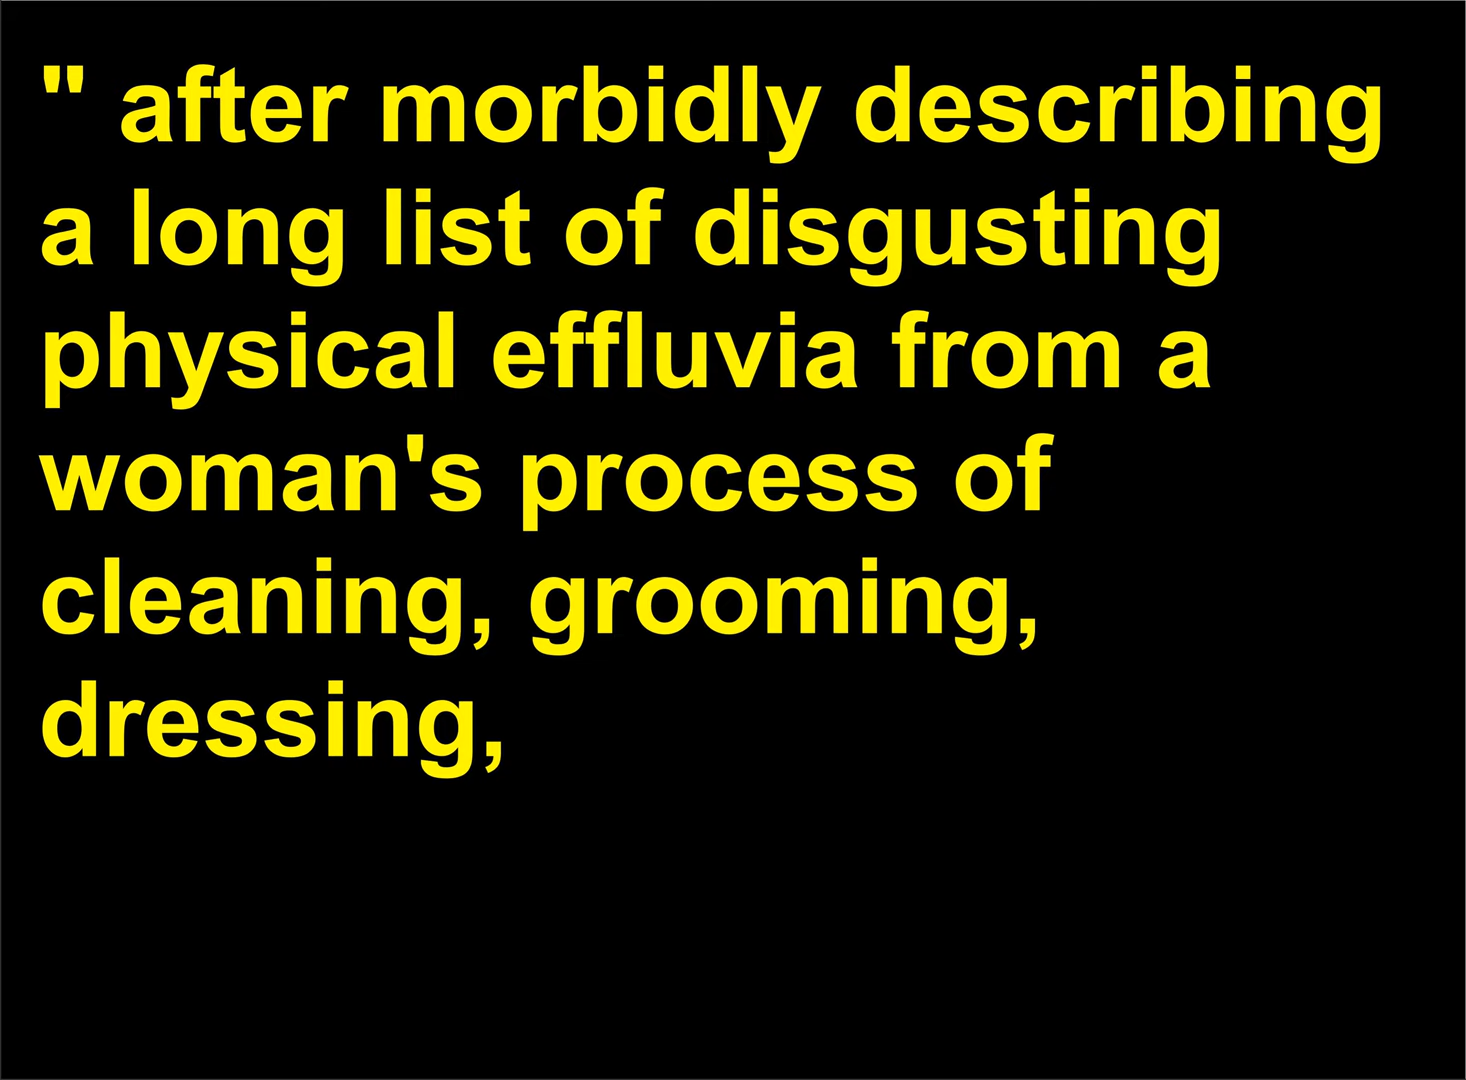 " after morbidly describing
a long list of disgusting
physical effluvia from a
woman's process of
cleaning, grooming,
dressing,